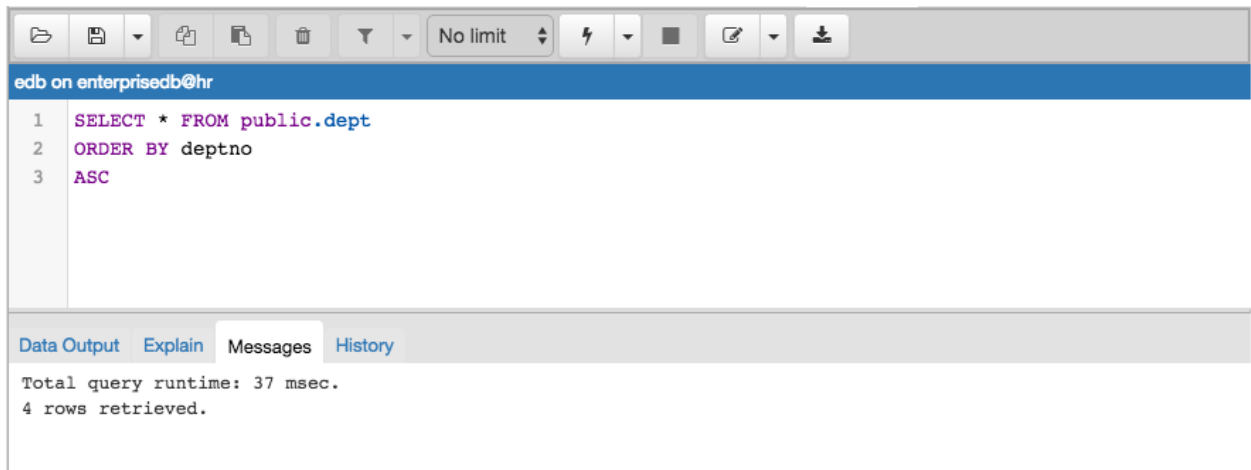 No limit
edb on enterprisedb@hr
1 SELECT * FROM public.dept
2 ORDER BY deptno
3 ASC
Data Output Explain Messages History
Total query runtime: 37 msec.
4 rows retrieved.